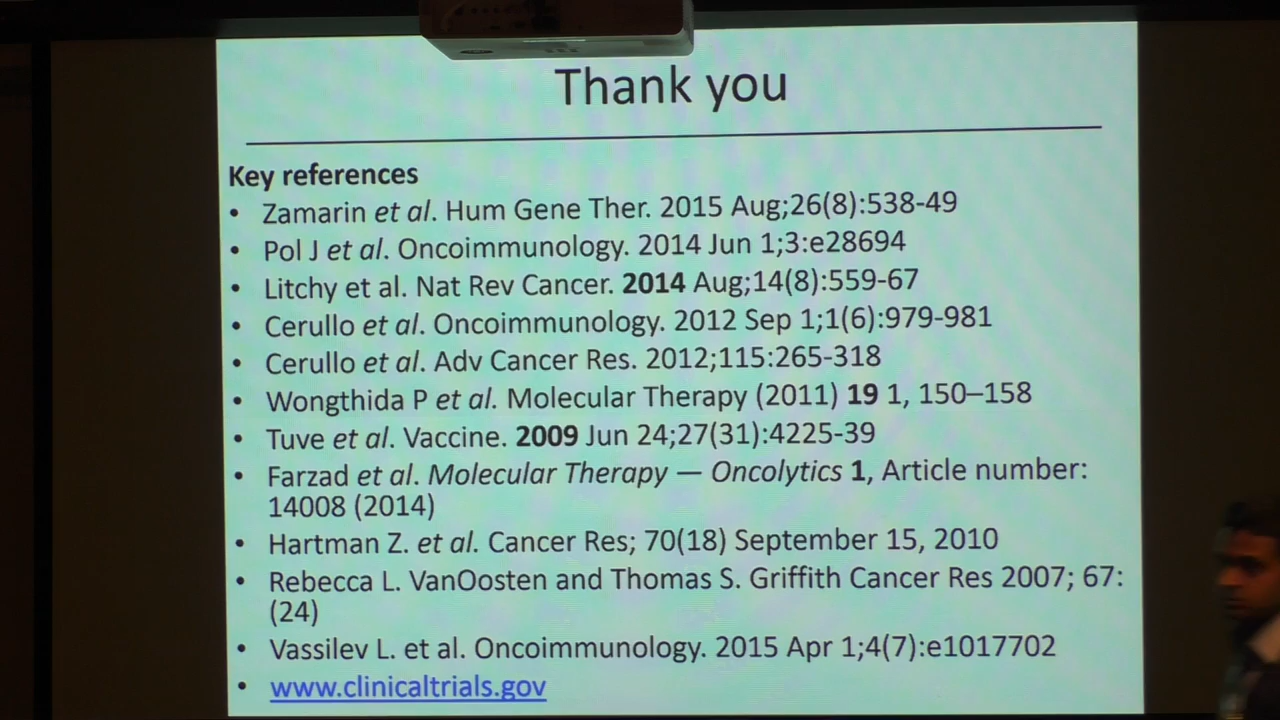 Thank you
Key references
• Zamarin et al. Hum Gene Ther. 2015 Aug;26(8):538-49
• Pol J et al. Oncoimmunology. 2014 Jun 1;3:e28694
• Litchy et al. Nat Rev Cancer. 2014 Aug;14(8):559-67
• Cerullo et al. Oncoimmunology. 2012 Sep 1;1(6):979-981
• Cerullo et al. Adv Cancer Res. 2012;115:265-318
• Wongthida P et al. Molecular Therapy (2011) 19 1, 150–158
• Tuve et al. Vaccine. 2009 Jun 24;27(31):4225-39
• Farzad et al. Molecular Therapy — Oncolytics 1, Article number:
14008 (2014)
• Hartman Z. et al. Cancer Res; 70(18) September 15, 2010
• Rebecca L. VanOosten and Thomas S. Griffith Cancer Res 2007; 67:
(24)
• Vassilev L. et al. Oncoimmunology. 2015 Apr 1;4(7):e1017702
• www.clinicaltrials.gov